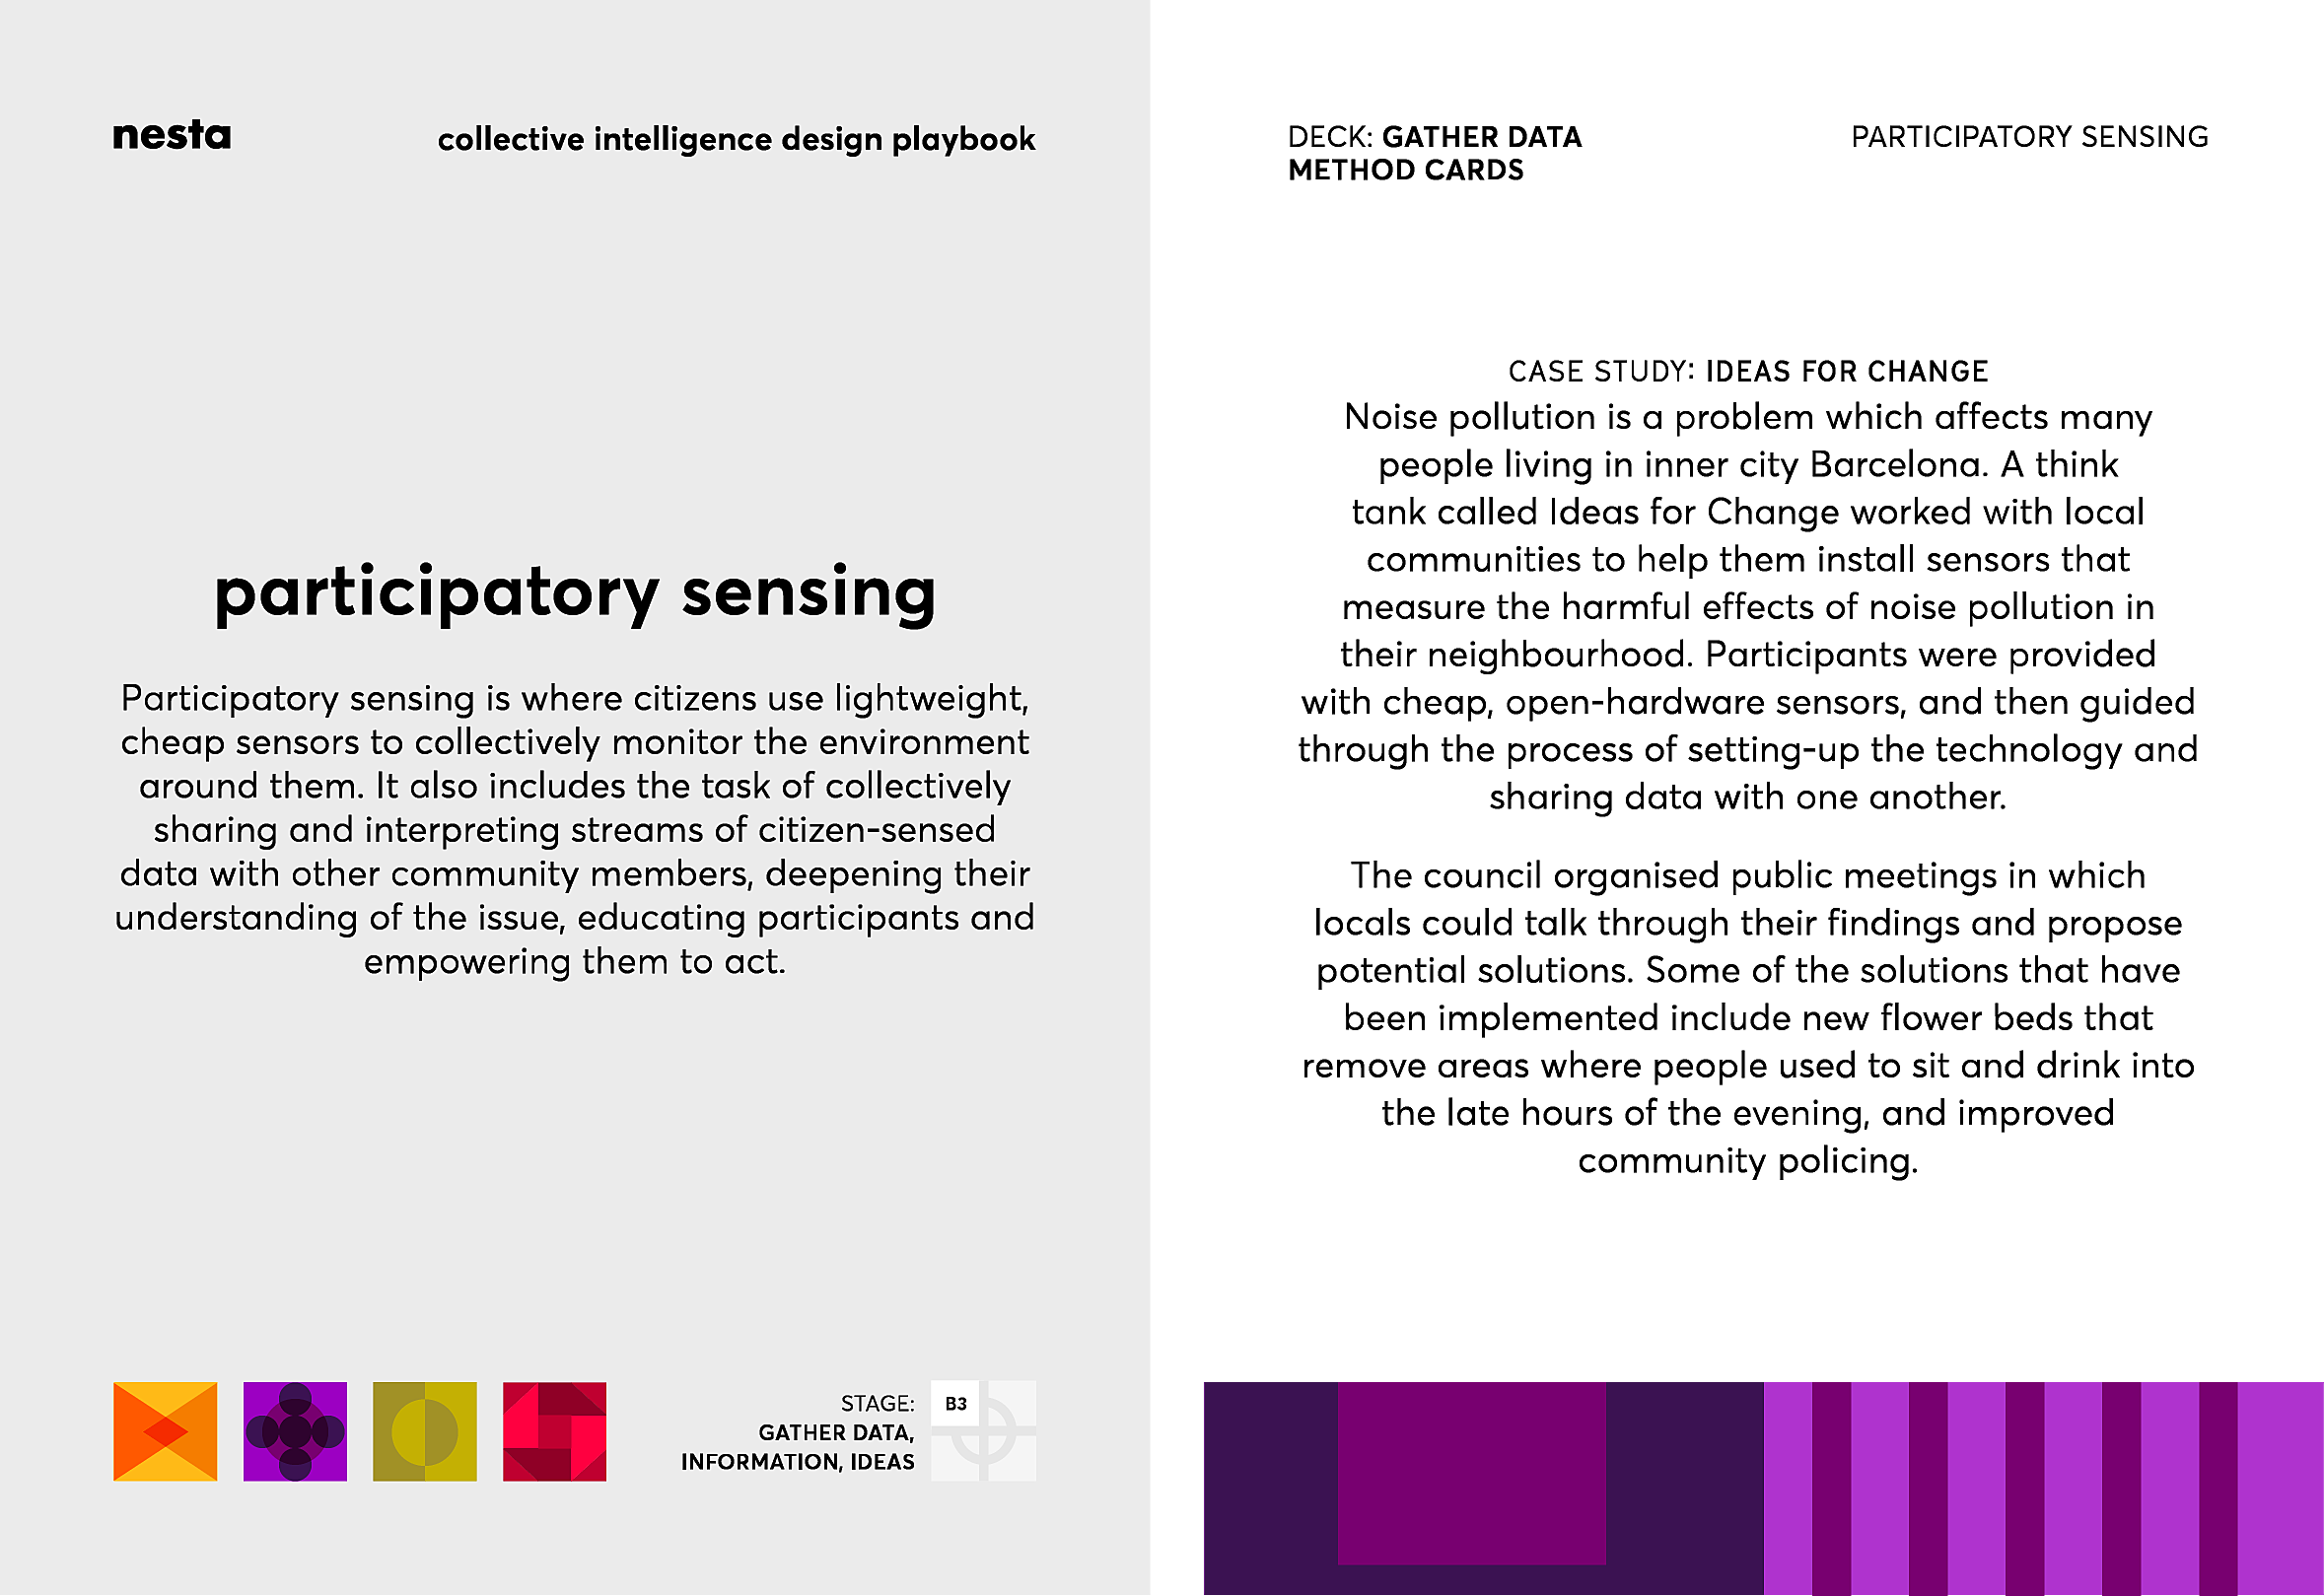 nesta
collective intelligence design playbook
participatory sensing
Participatory sensing is where citizens use lightweight,
cheap sensors to collectively monitor the environment
around them. It also includes the task of collectively
sharing and interpreting streams of citizen-sensed
data with other community members, deepening their
understanding of the issue, educating participants and
empowering them to act.
STAGE:
GATHER DATA,
INFORMATION, IDEAS
B3
DECK: GATHER DATA
METHOD CARDS
PARTICIPATORY SENSING
CASE STUDY: IDEAS FOR CHANGE
Noise pollution is a problem which affects many
people living in inner city Barcelona. A think
tank called Ideas for Change worked with local
communities to help them install sensors that
measure the harmful effects of noise pollution in
their neighbourhood. Participants were provided
with cheap, open-hardware sensors, and then guided
through the process of setting-up the technology and
sharing data with one another.
The council organised public meetings in which
locals could talk through their findings and propose
potential solutions. Some of the solutions that have
been implemented include new flower beds that
remove areas where people used to sit and drink into
the late hours of the evening, and improved
community policing.